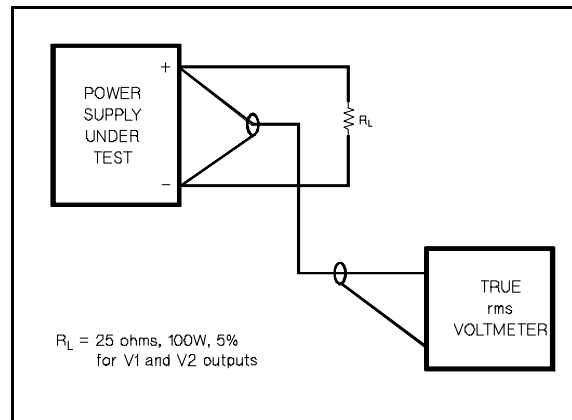 +
POWER
SUPPLY
UNDER
TEST
−
RL
TRUE
rms
VOLTMETER
RL = 25 ohms, 100W, 5%
for V1 and V2 outputs